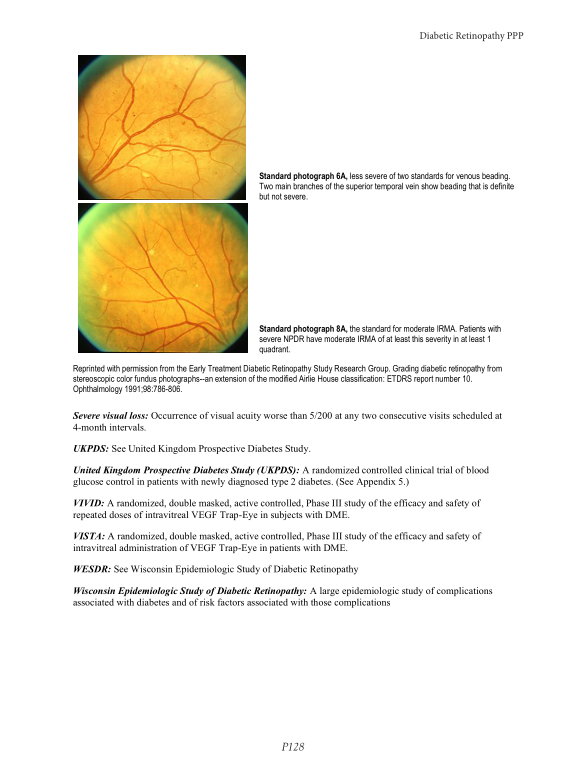 Diabetic Retinopathy PPP
Standard photograph 6A, less severe of two standards for venous beading.
Two main branches of the superior temporal vein show beading that is definite
but not severe.
Standard photograph 8A, the standard for moderate IRMA. Patients with
severe NPDR have moderate IRMA of at least this severity in at least 1
quadrant.
Reprinted with permission from the Early Treatment Diabetic Retinopathy Study Research Group. Grading diabetic retinopathy from
stereoscopic color fundus photographs--an extension of the modified Airlie House classification: ETDRS report number 10.
Ophthalmology 1991;98:786-806.
Severe visual loss: Occurrence of visual acuity worse than 5/200 at any two consecutive visits scheduled at
4-month intervals.
UKPDS: See United Kingdom Prospective Diabetes Study.
United Kingdom Prospective Diabetes Study (UKPDS): A randomized controlled clinical trial of blood
glucose control in patients with newly diagnosed type 2 diabetes. (See Appendix 5.)
VIVID: A randomized, double masked, active controlled, Phase III study of the efficacy and safety of
repeated doses of intravitreal VEGF Trap-Eye in subjects with DME.
VISTA: A randomized, double masked, active controlled, Phase III study of the efficacy and safety of
intravitreal administration of VEGF Trap-Eye in patients with DME.
WESDR: See Wisconsin Epidemiologic Study of Diabetic Retinopathy
Wisconsin Epidemiologic Study of Diabetic Retinopathy: A large epidemiologic study of complications
associated with diabetes and of risk factors associated with those complications
P128